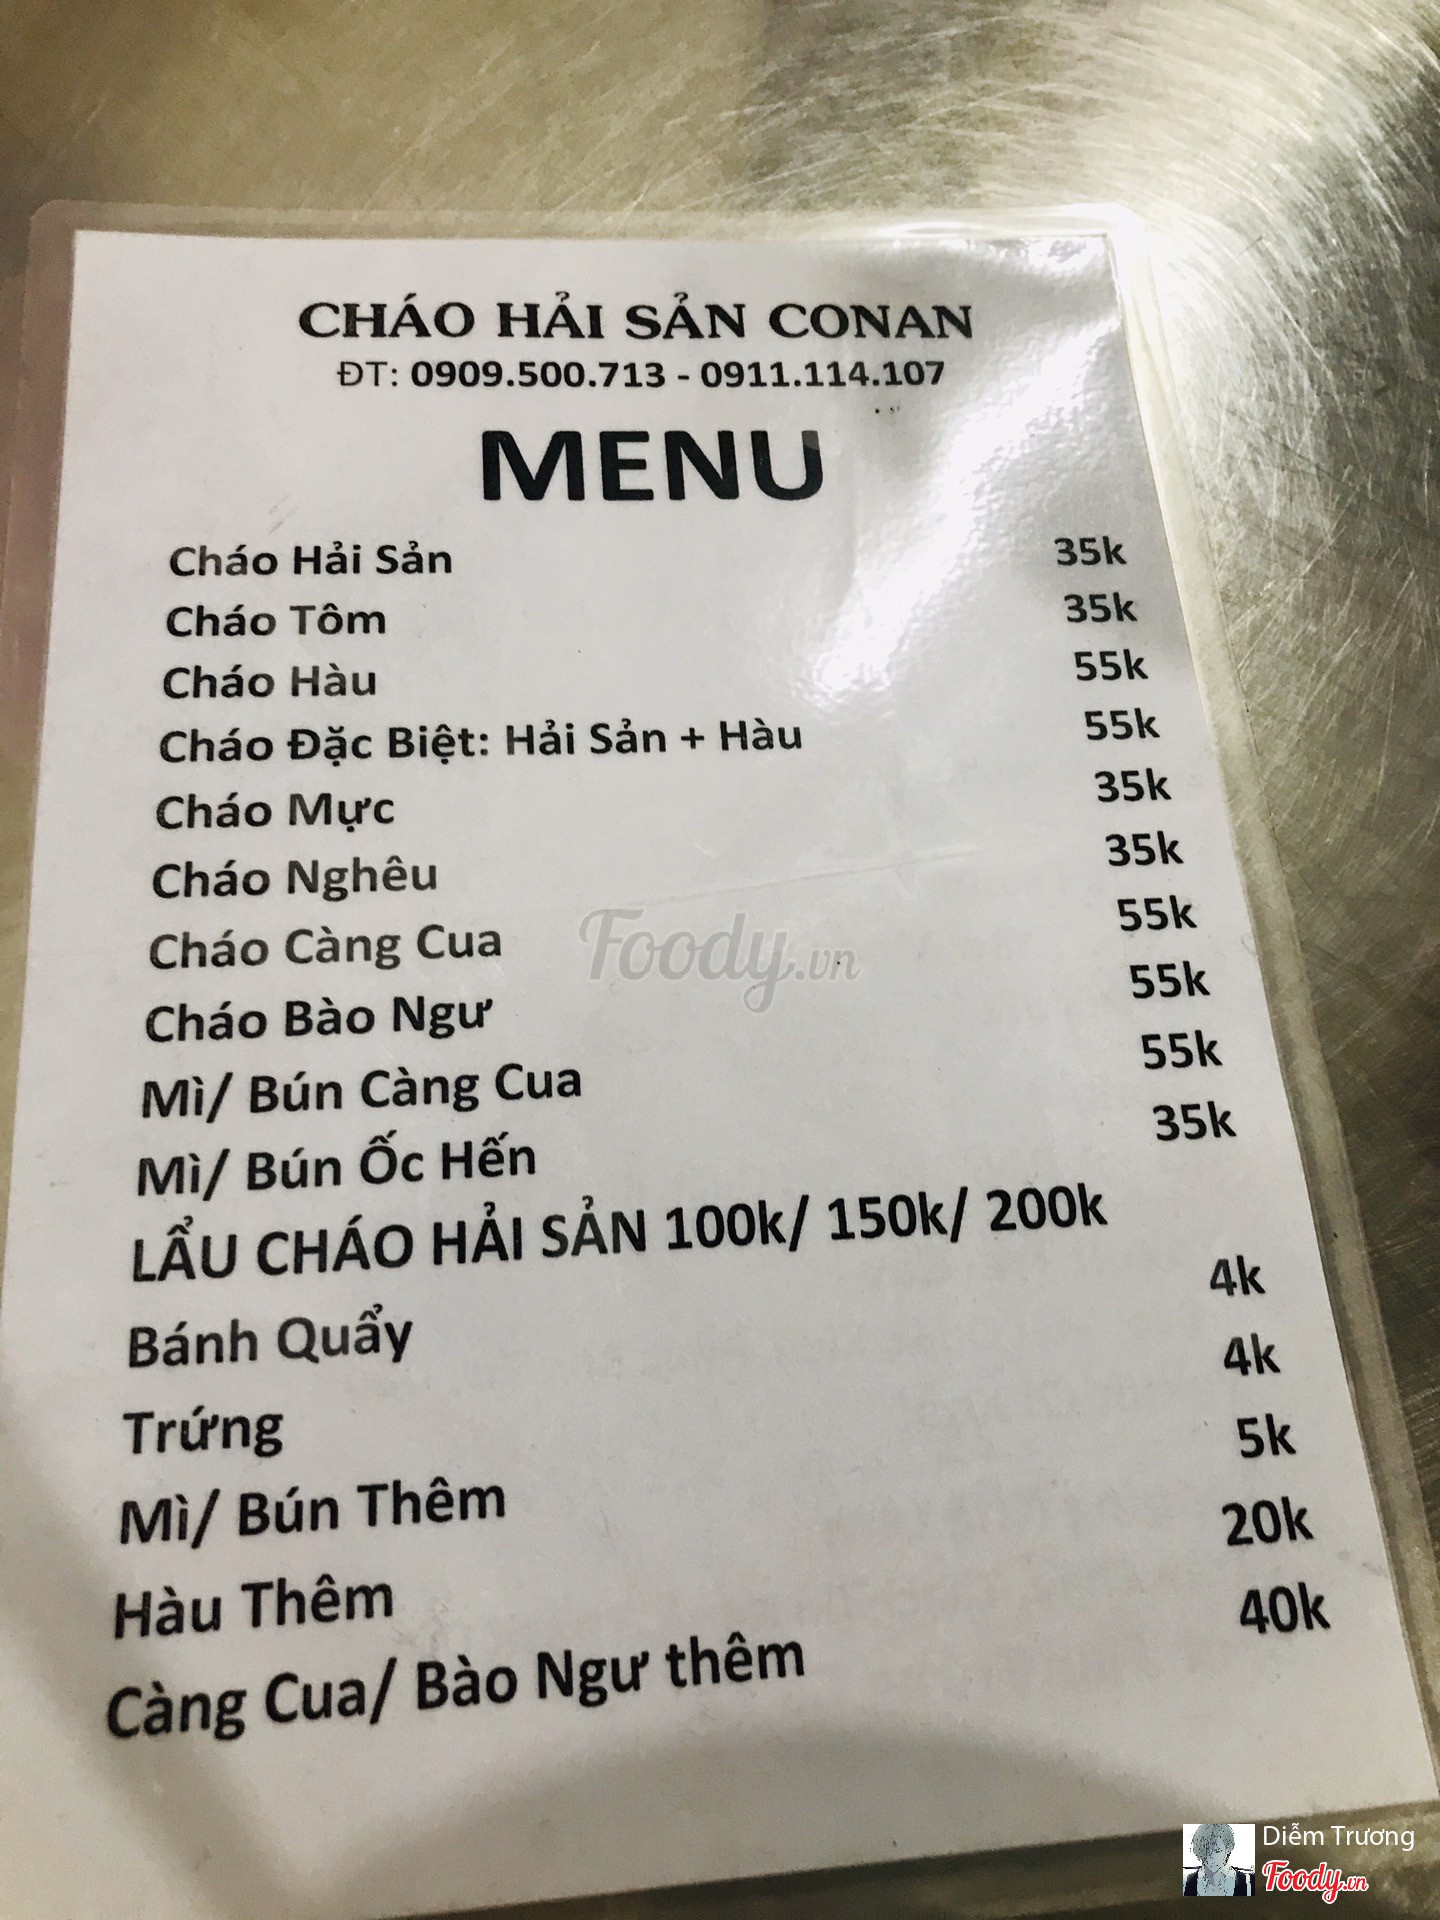 CHÁO HẢI SẢN CONAN
ĐT: 0909.500.713 - 0911.114.107
MENU
Cháo Hải Sản 35k
Cháo Tôm 35k
Cháo Hàu 55k
Cháo Đặc Biệt: Hải Sản + Hàu 55k
Cháo Mực 35k
Cháo Nghêu 35k
Cháo Càng Cua 55k
Cháo Bào Ngư 55k
Mì/ Bún Càng Cua 55k
Mì/ Bún Ốc Hến 35k
LẨU CHÁO HẢI SẢN 100k/ 150k/ 200k
Bánh Quẩy 4k
Trứng 4k
Mì/ Bún Thêm 5k
Hàu Thêm 20k
Càng Cua/ Bào Ngư thêm 40k
Foody.vn
Diễm Trương
Foody.vn